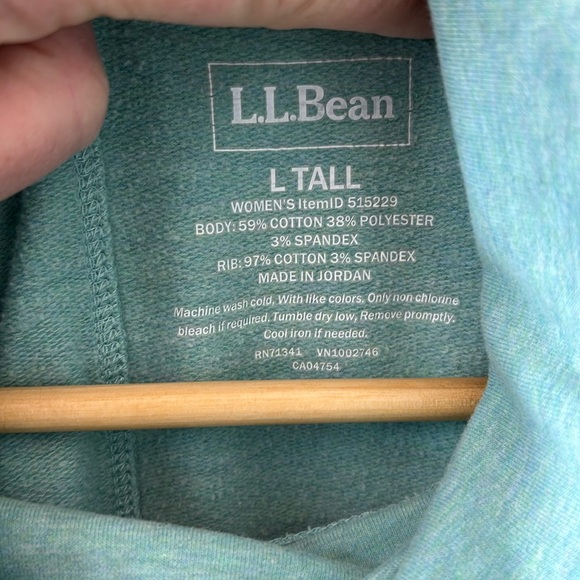 L.L.Bean
L TALL
WOMEN'S ItemID 515229
BODY: 59% COTTON 38% POLYESTER
3% SPANDEX
RIB: 97% COTTON 3% SPANDEX
MADE IN JORDAN
Machine wash cold, With like colors. Only non chlorine
bleach if required. Tumble dry low, Remove promptly.
Cool iron if needed.
RN71341 VN1002746
CA04754